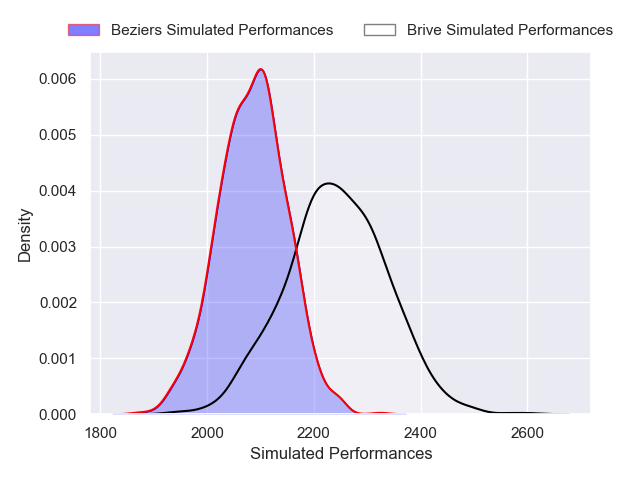 Beziers Simulated Performances Brive Simulated Performances
0.006
0.005
0.004
0.003
0.002
0.001
0.000
Density
1800 2000 2200 2400 2600
Simulated Performances